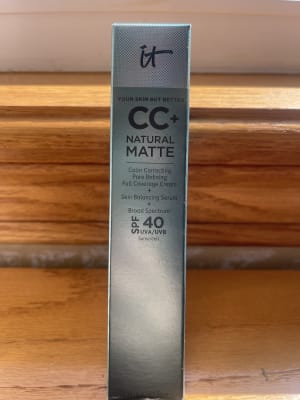 it
YOUR SKIN BUT BETTER
CC+
NATURAL
MATTE
Color Correcting
Pore Refining
Full Coverage Cream
+
Skin Balancing Serum
+
Broad Spectrum
SPF 40
UVA/UVB
Sunscreen